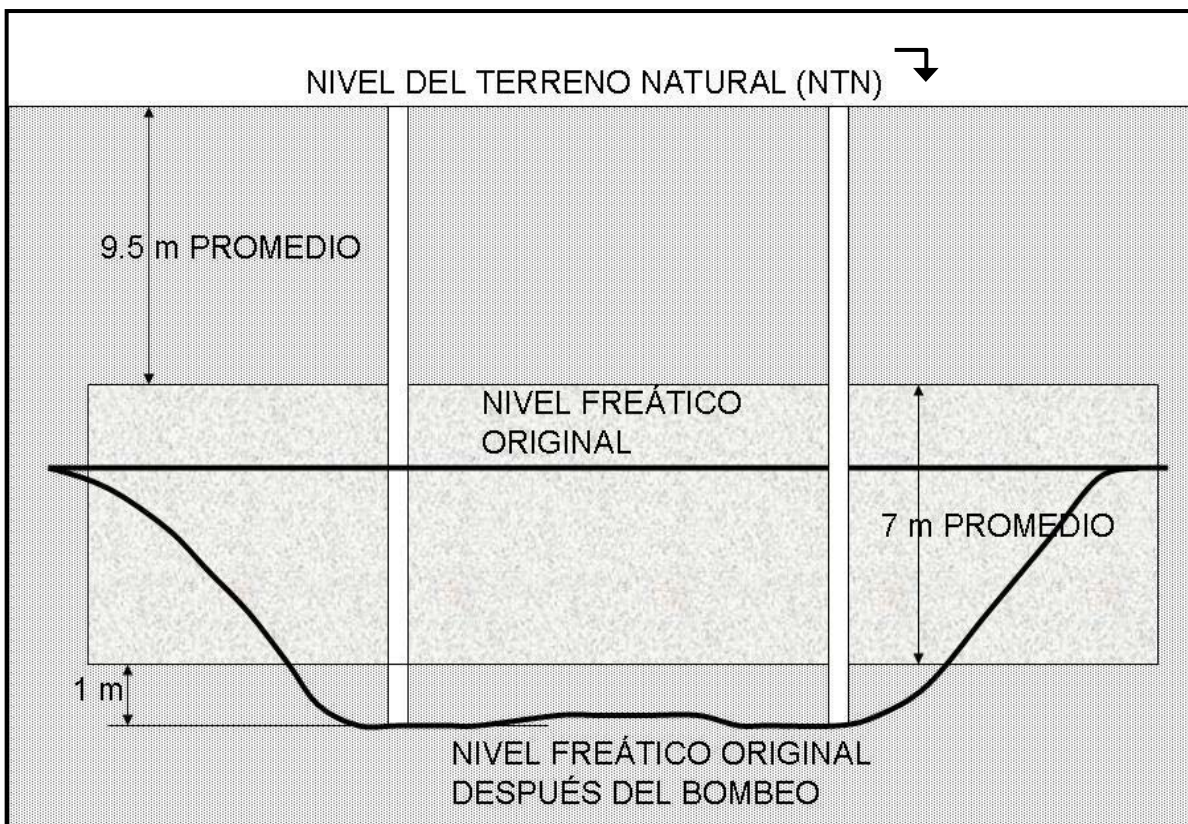 NIVEL DEL TERRENO NATURAL (NTN)
9.5 m PROMEDIO
NIVEL FREÁTICO
ORIGINAL
7 m PROMEDIO
1 m
NIVEL FREÁTICO ORIGINAL
DESPUÉS DEL BOMBEO